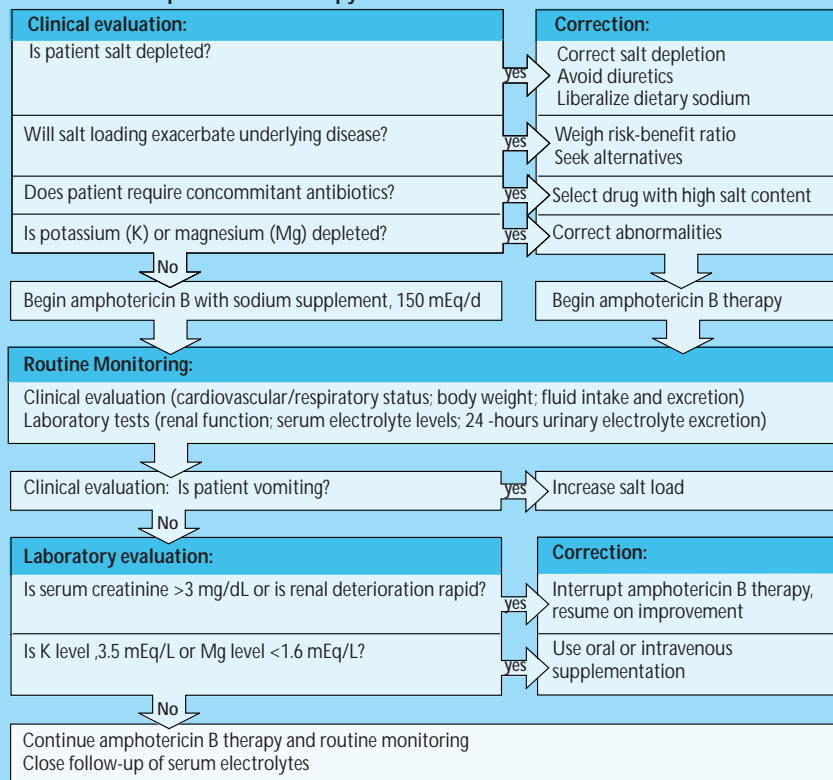 Clinical evaluation:
Correction:
Is patient salt depleted?
yes
Correct salt depletion
Avoid diuretics
Liberalize dietary sodium
Will salt loading exacerbate underlying disease?
yes
Weigh risk-benefit ratio
Seek alternatives
Does patient require concommitant antibiotics?
yes
Select drug with high salt content
Is potassium (K) or magnesium (Mg) depleted?
yes
Correct abnormalities
No
Begin amphotericin B with sodium supplement, 150 mEq/d
Begin amphotericin B therapy
Routine Monitoring:
Clinical evaluation (cardiovascular/respiratory status; body weight; fluid intake and excretion)
Laboratory tests (renal function; serum electrolyte levels; 24 -hours urinary electrolyte excretion)
Clinical evaluation: Is patient vomiting?
yes
Increase salt load
No
Laboratory evaluation:
Correction:
Is serum creatinine >3 mg/dL or is renal deterioration rapid?
yes
Interrupt amphotericin B therapy,
resume on improvement
Is K level ,3.5 mEq/L or Mg level <1.6 mEq/L?
yes
Use oral or intravenous
supplementation
No
Continue amphotericin B therapy and routine monitoring
Close follow-up of serum electrolytes